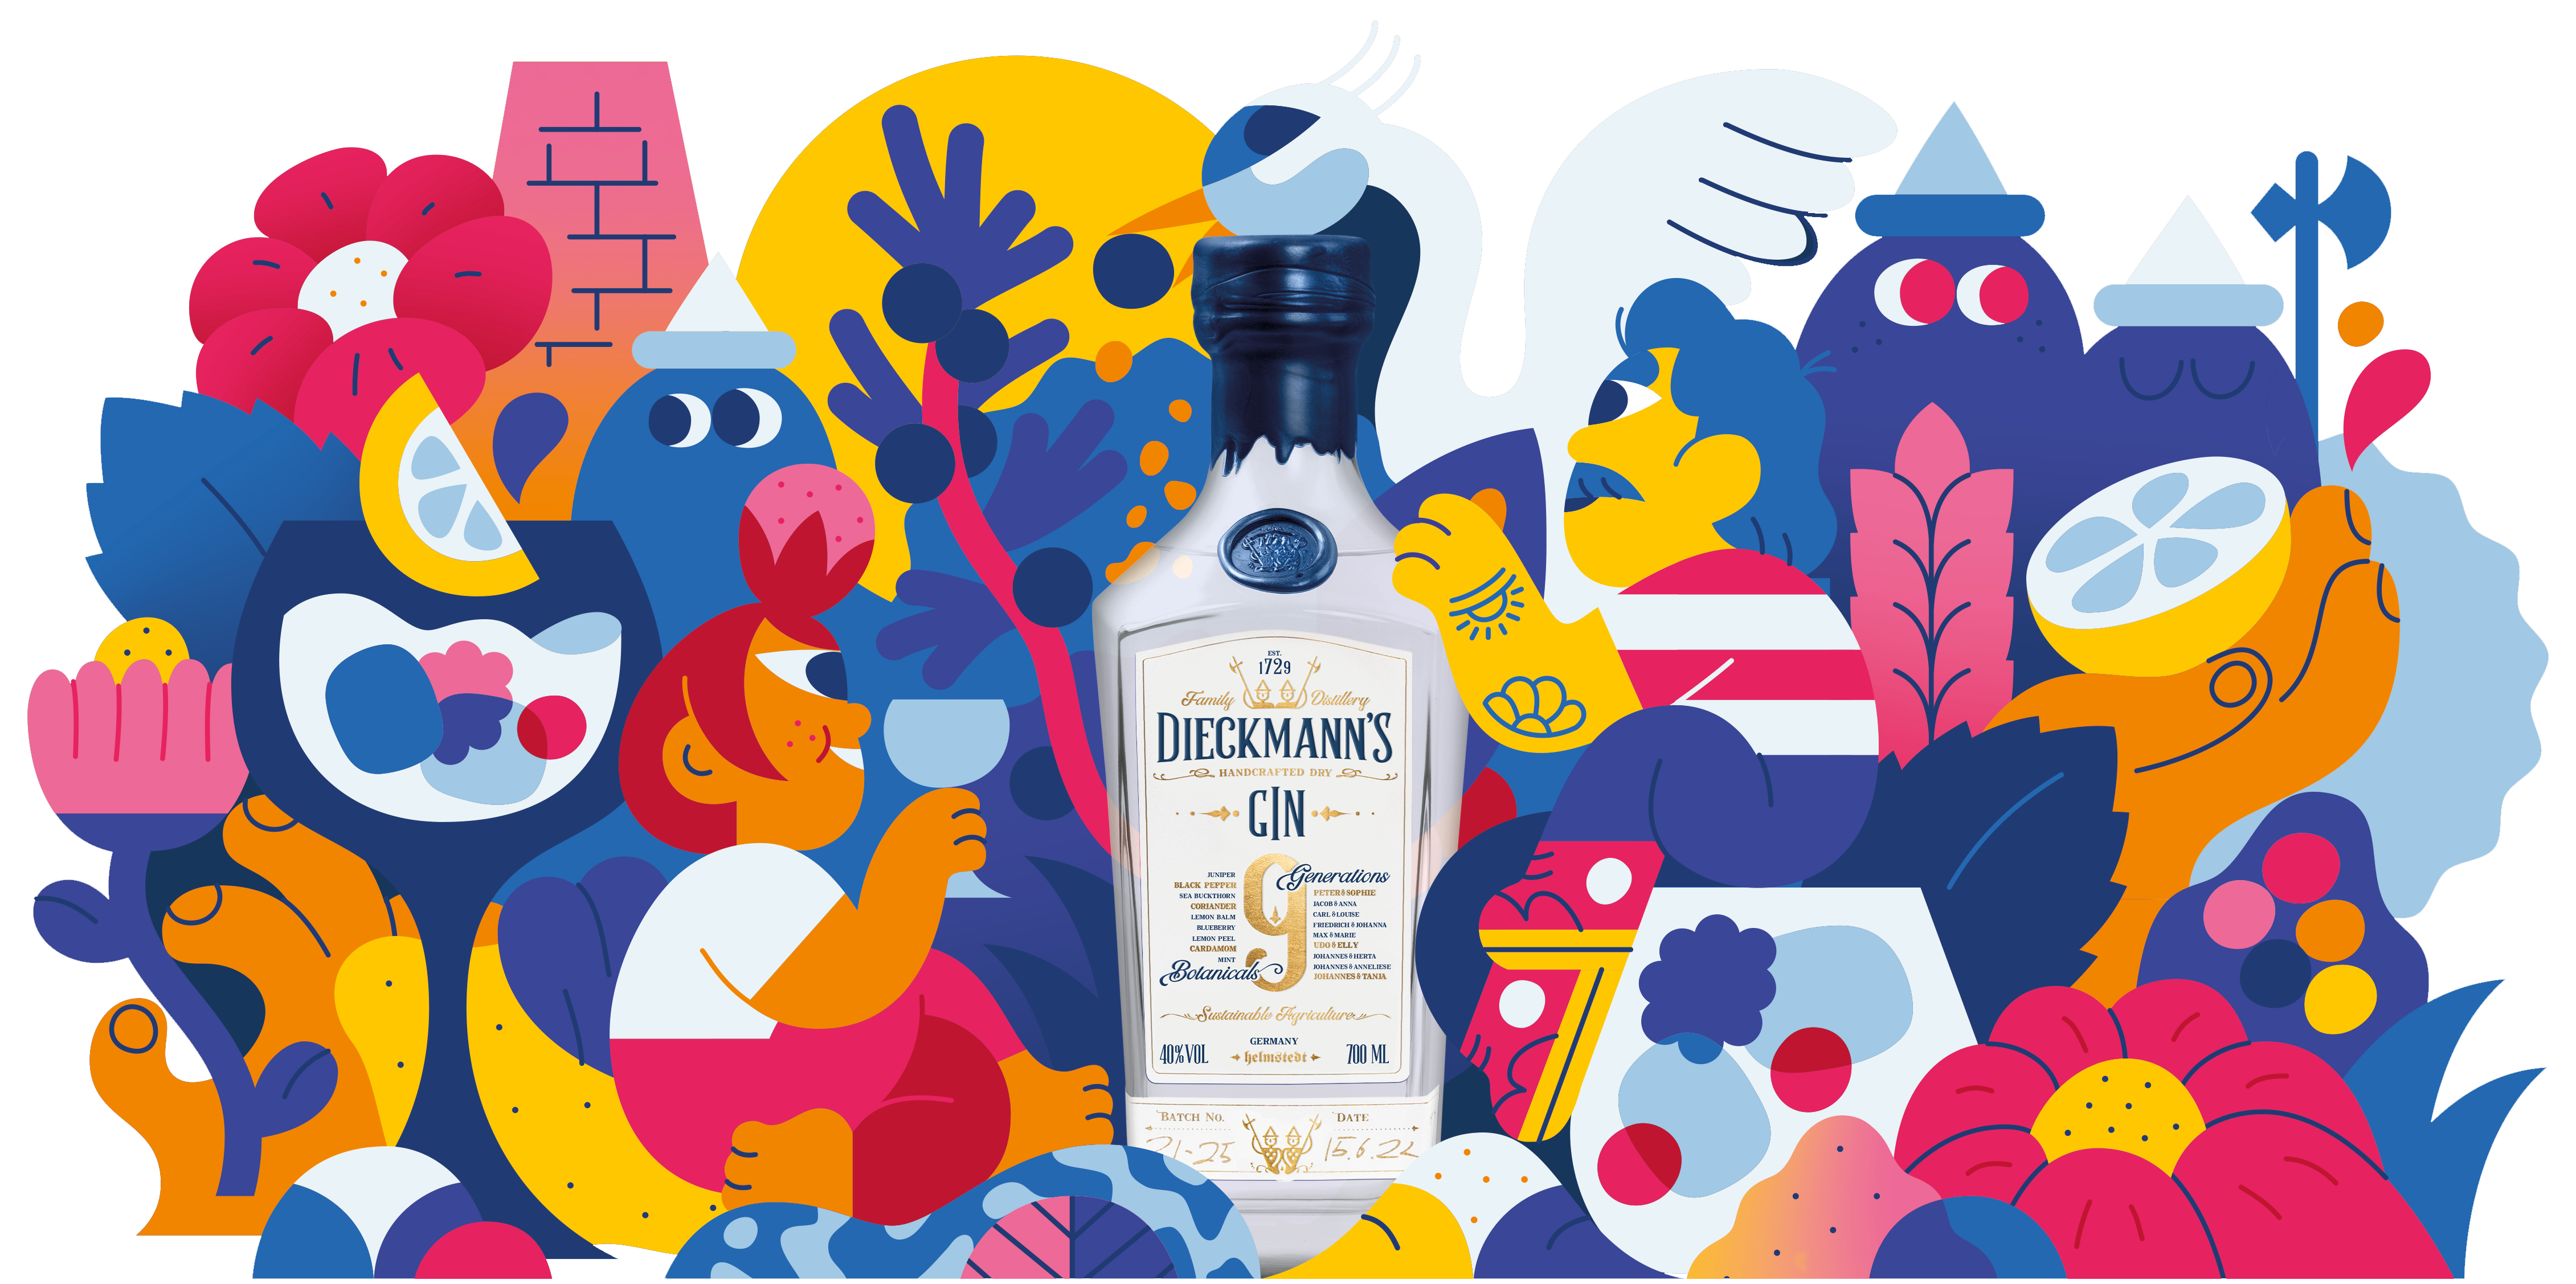 EST.
1729
Family Distillery
DIECKMANN'S
HANDCRAFTED DRY
GIN
9
Generations
JUNIPER
BLACK PEPPER
SEA BUCKTHORN
CORIANDER
LEMON BALM
BLUEBERRY
LEMON PEEL
CARDAMOM
MINT
Botanicals
PETER & SOPHIE
JACOB & ANNA
CARL & LOUISE
FRIEDRICH & JOHANNA
MAX & MARIE
UDO & ELLY
JOHANNES & HERTA
JOHANNES & ANNELIESE
JOHANNES & TANJA
Sustainable Agriculture
40% VOL
GERMANY
helmstedt
700 ML
BATCH No. DATE
21-25 15.6.22